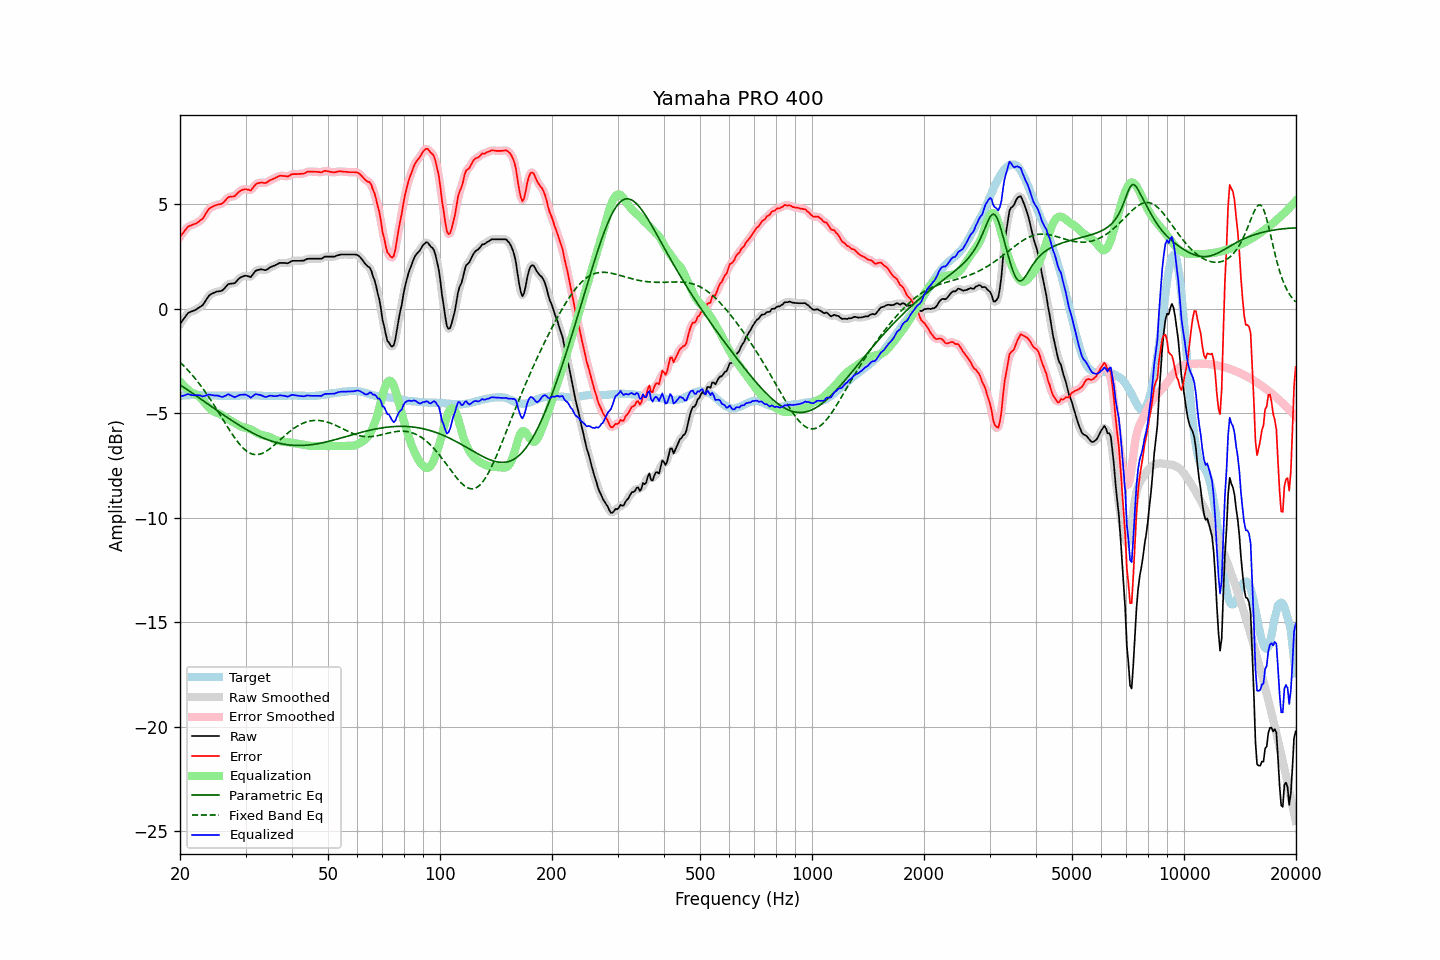 Yamaha PRO 400
Amplitude (dBr)
5
0
−5
−10
−15
−20
−25
Target
Raw Smoothed
Error Smoothed
Raw
Error
Equalization
Parametric Eq
Fixed Band Eq
Equalized
20 50 100 200 500 1000 2000 5000 10000 20000
Frequency (Hz)